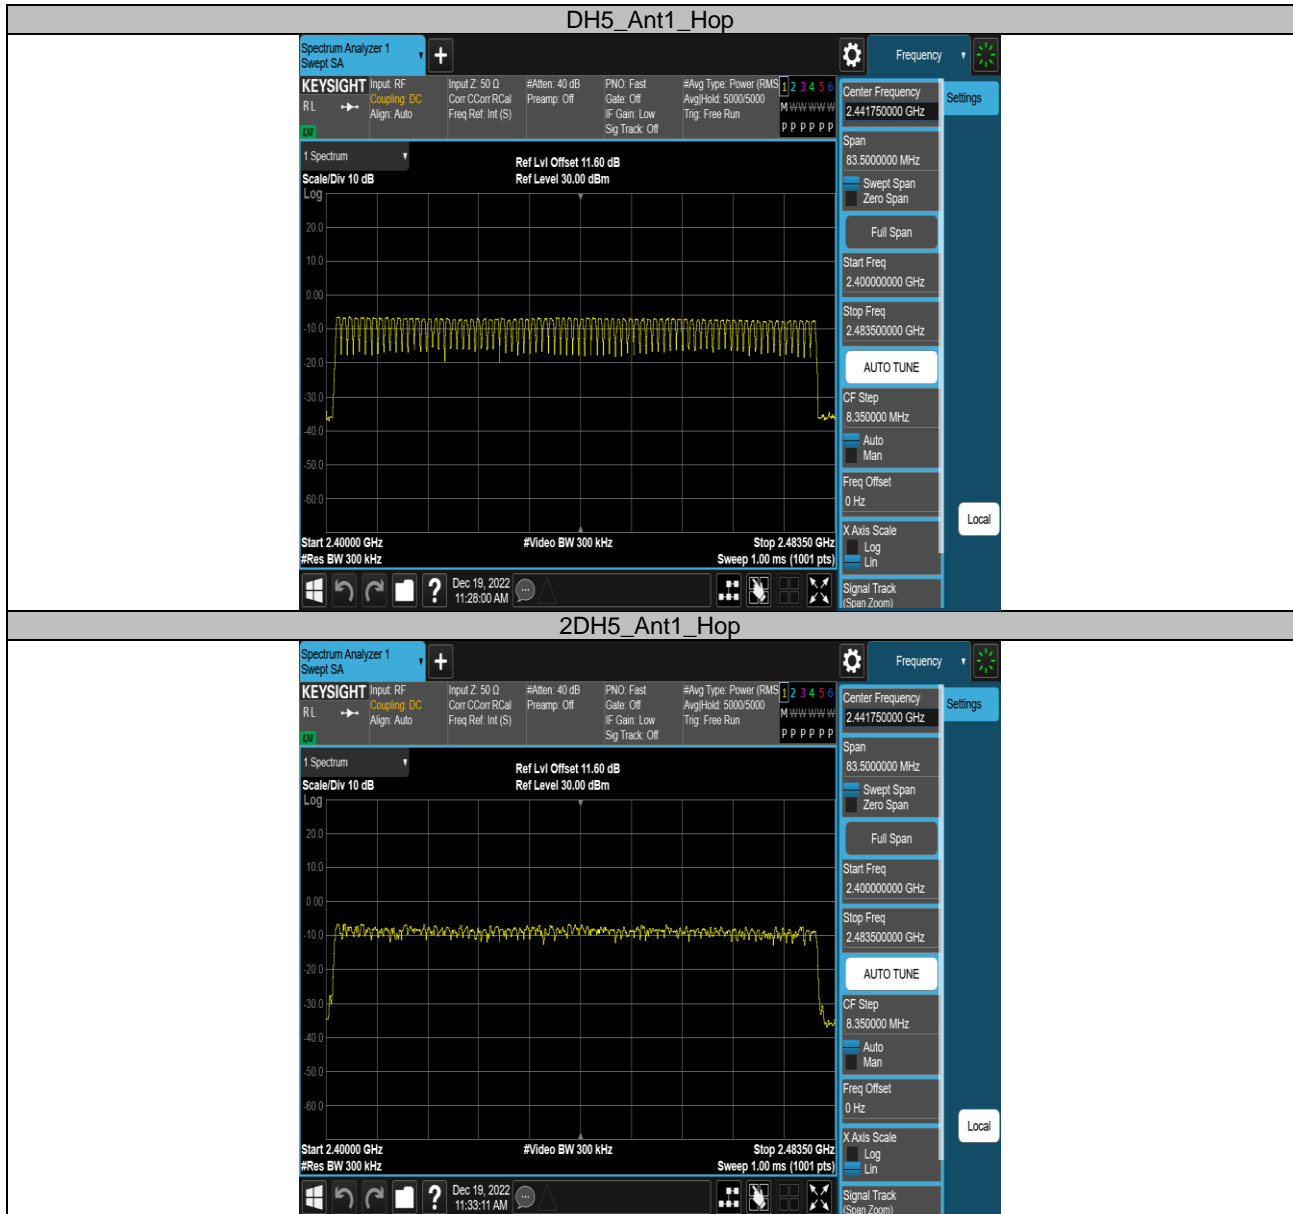 DH5_Ant1_Hop
Spectrum Analyzer 1
Swept SA
Frequency
KEYSIGHT
RL
LXI
Input: RF
Coupling: DC
Align: Auto
Input Z: 50 Ω
Corr CCorr RCal
Freq Ref: Int (S)
#Atten: 40 dB
Preamp: Off
PNO: Fast
Gate: Off
IF Gain: Low
Sig Track: Off
#Avg Type: Power (RMS
Avg|Hold: 5000/5000
Trig: Free Run
1 2 3 4 5 6
M W W W W W
P P P P P P
1 Spectrum
Scale/Div 10 dB
Log
Ref Lvl Offset 11.60 dB
Ref Level 30.00 dBm
20.0
10.0
0.00
-10.0
-20.0
-30.0
-40.0
-50.0
-60.0
Start 2.40000 GHz
#Res BW 300 kHz
#Video BW 300 kHz
Stop 2.48350 GHz
Sweep 1.00 ms (1001 pts)
Dec 19, 2022
11:28:00 AM
Center Frequency
2.441750000 GHz
Settings
Span
83.5000000 MHz
Swept Span
Zero Span
Full Span
Start Freq
2.400000000 GHz
Stop Freq
2.483500000 GHz
AUTO TUNE
CF Step
8.350000 MHz
Auto
Man
Freq Offset
0 Hz
Local
X Axis Scale
Log
Lin
Signal Track
(Span Zoom)
2DH5_Ant1_Hop
Spectrum Analyzer 1
Swept SA
Frequency
KEYSIGHT
RL
LXI
Input: RF
Coupling: DC
Align: Auto
Input Z: 50 Ω
Corr CCorr RCal
Freq Ref: Int (S)
#Atten: 40 dB
Preamp: Off
PNO: Fast
Gate: Off
IF Gain: Low
Sig Track: Off
#Avg Type: Power (RMS
Avg|Hold: 5000/5000
Trig: Free Run
1 2 3 4 5 6
M W W W W W
P P P P P P
1 Spectrum
Scale/Div 10 dB
Log
Ref Lvl Offset 11.60 dB
Ref Level 30.00 dBm
20.0
10.0
0.00
-10.0
-20.0
-30.0
-40.0
-50.0
-60.0
Start 2.40000 GHz
#Res BW 300 kHz
#Video BW 300 kHz
Stop 2.48350 GHz
Sweep 1.00 ms (1001 pts)
Dec 19, 2022
11:33:11 AM
Center Frequency
2.441750000 GHz
Settings
Span
83.5000000 MHz
Swept Span
Zero Span
Full Span
Start Freq
2.400000000 GHz
Stop Freq
2.483500000 GHz
AUTO TUNE
CF Step
8.350000 MHz
Auto
Man
Freq Offset
0 Hz
Local
X Axis Scale
Log
Lin
Signal Track
(Span Zoom)